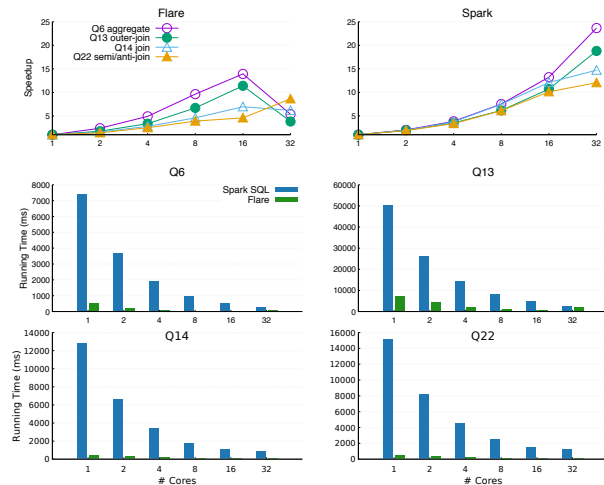 Flare
Spark
Speedup
Q6 aggregate
Q13 outer-join
Q14 join
Q22 semi/anti-join
25
20
15
10
5
1 2 4 8 16 32
25
20
15
10
5
1 2 4 8 16 32
Q6
Running Time (ms)
Spark SQL
Flare
8000
7000
6000
5000
4000
3000
2000
1000
0
1 2 4 8 16 32
Q13
60000
50000
40000
30000
20000
10000
0
1 2 4 8 16 32
Q14
Running Time (ms)
14000
12000
10000
8000
6000
4000
2000
0
1 2 4 8 16 32
# Cores
Q22
16000
14000
12000
10000
8000
6000
4000
2000
0
1 2 4 8 16 32
# Cores